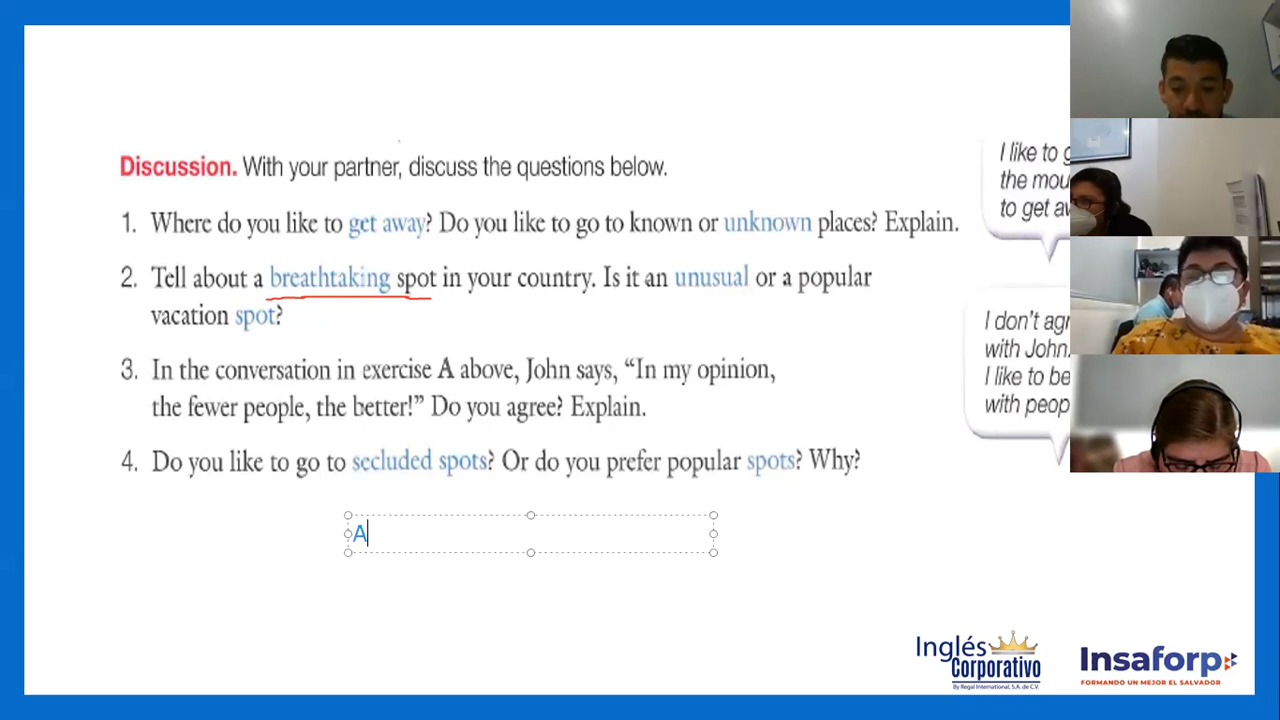 Discussion. With your partner, discuss the questions below.
1. Where do you like to get away? Do you like to go to known or unknown places? Explain.
2. Tell about a breathtaking spot in your country. Is it an unusual or a popular
vacation spot?
3. In the conversation in exercise A above, John says, “In my opinion,
the fewer people, the better!” Do you agree? Explain.
4. Do you like to go to secluded spots? Or do you prefer popular spots? Why?
A
I like to
the
to get
I don't
with John.
I like to be
with
Inglés
Corporativo
By Regal International, S.A. de C.V.
Insaforp
FORMANDO UN MEJOR EL SALVADOR